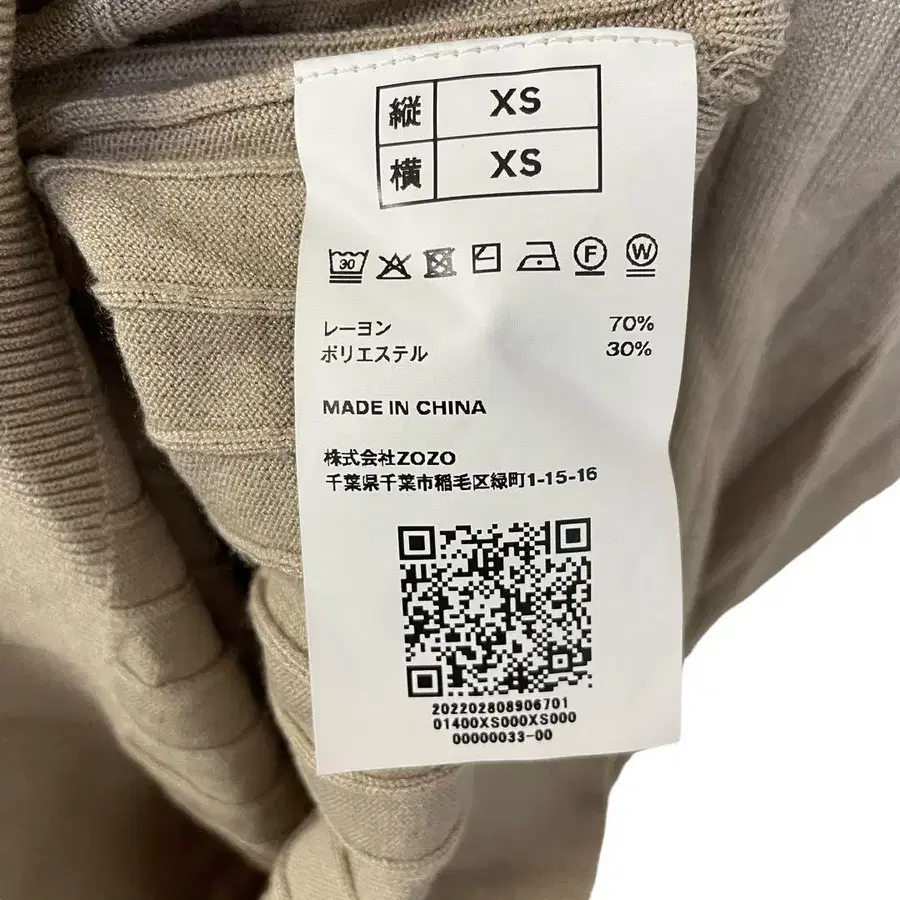 縦 XS
横 XS
30 F W
レーヨン 70%
ポリエステル 30%
MADE IN CHINA
株式会社ZOZO
千葉県千葉市稲毛区緑町1-15-16
202202808906701
01400XS000XS000
00000033-00